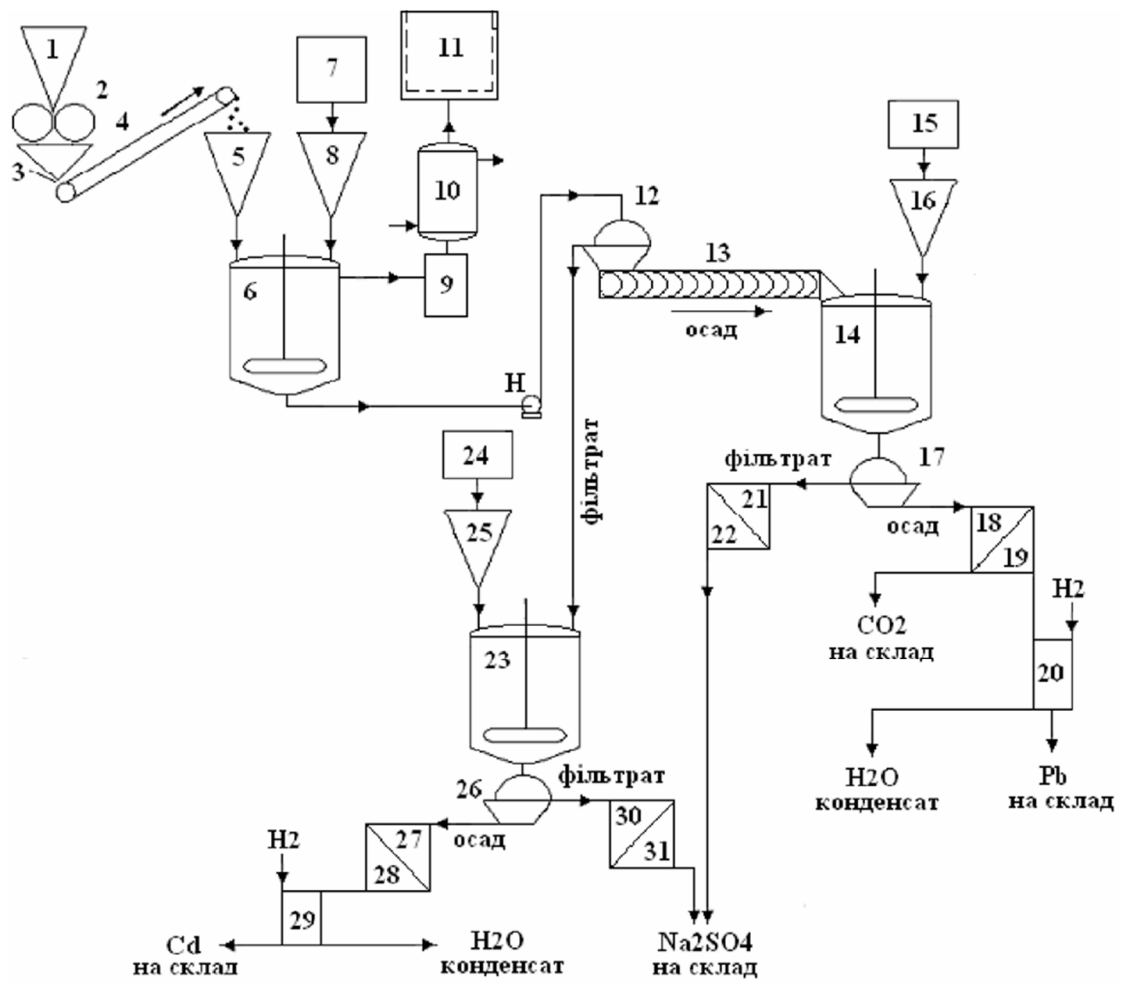 1
2
3
4
5
6
7
8
9
10
11
12
13
осад
14
15
16
H
фільтрат
17
фільтрат
осад
18
19
H2
20
CO2
на склад
21
22
H2O
конденсат
Pb
на склад
24
25
23
26
фільтрат
осад
27
28
30
31
H2
29
Cd
на склад
H2O
конденсат
Na2SO4
на склад